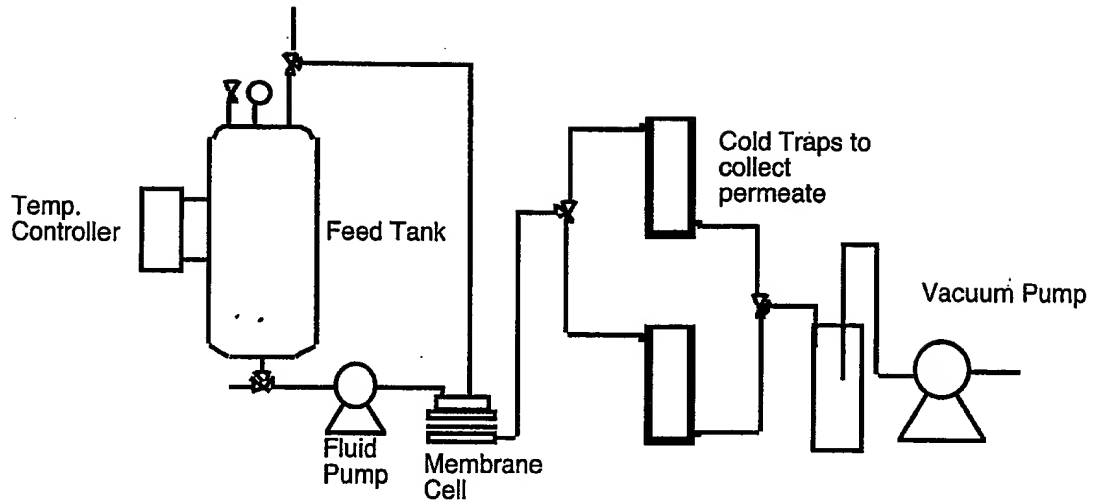 Temp.
Controller
Feed Tank
Fluid
Pump
Membrane
Cell
Cold Traps to
collect
permeate
Vacuum Pump